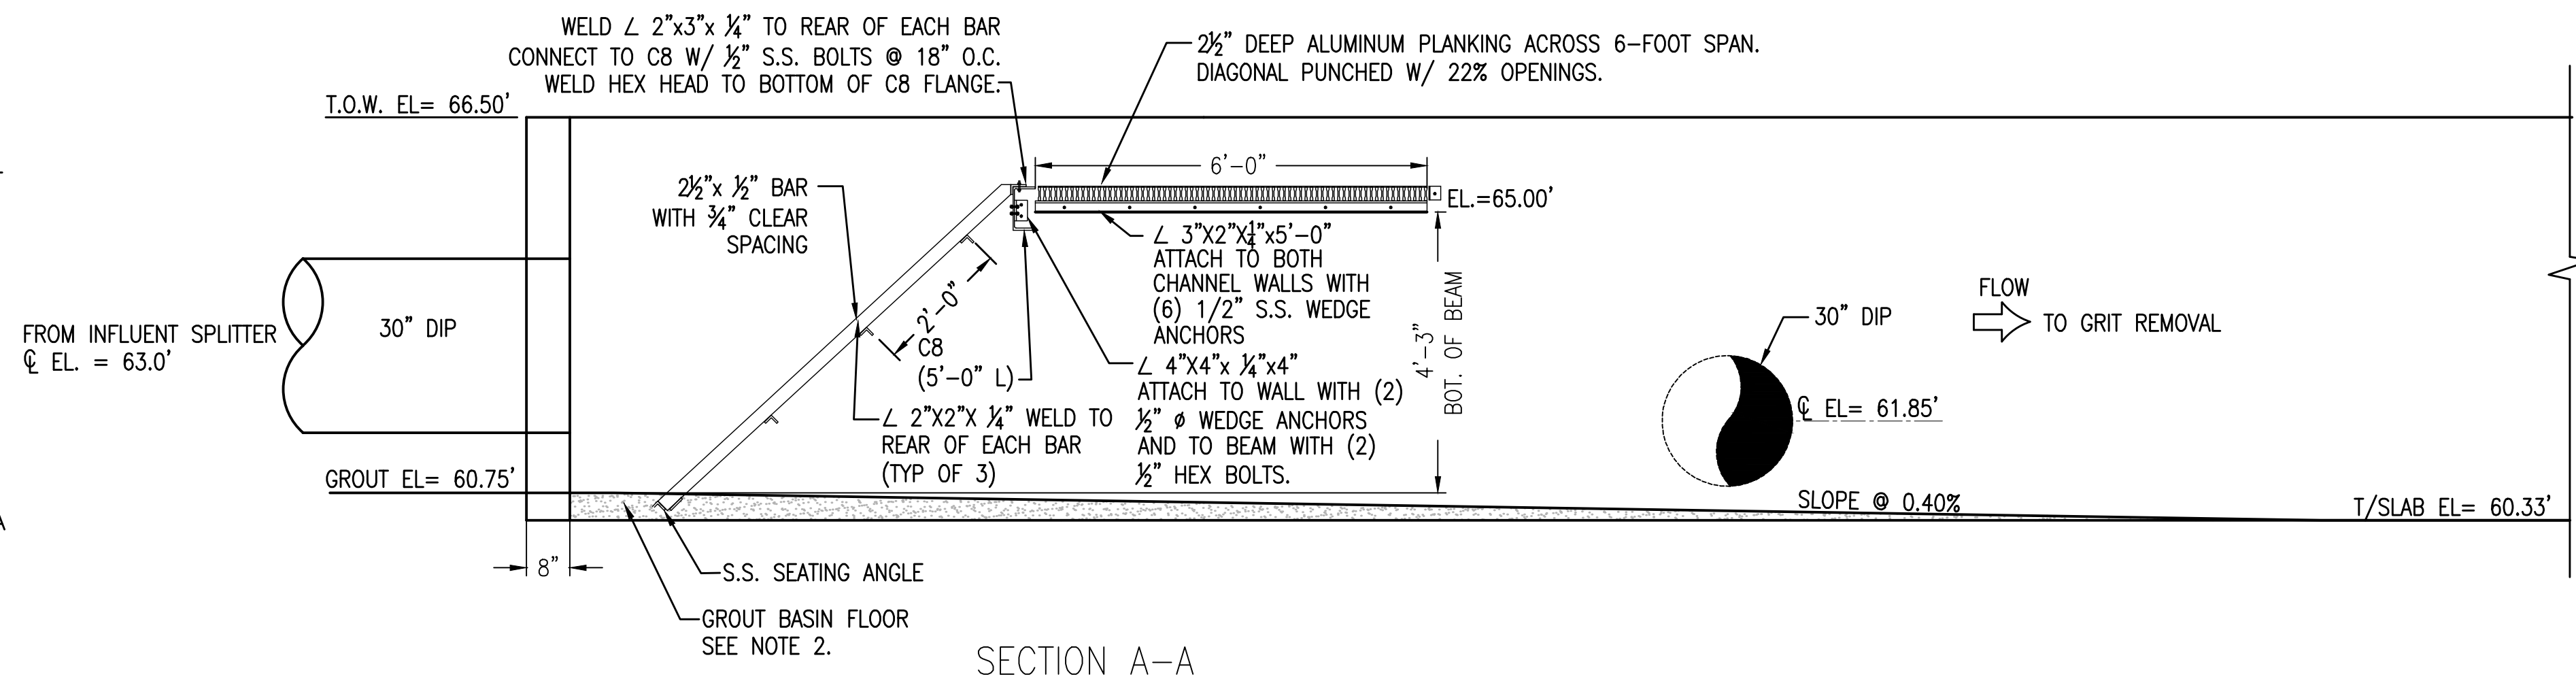 WELD ∠ 2"x3"x ¼" TO REAR OF EACH BAR
CONNECT TO C8 W/ ½" S.S. BOLTS @ 18" O.C.
WELD HEX HEAD TO BOTTOM OF C8 FLANGE.
2½" DEEP ALUMINUM PLANKING ACROSS 6-FOOT SPAN.
DIAGONAL PUNCHED W/ 22% OPENINGS.
T.O.W. EL= 66.50'
6'-0"
2½"x ½" BAR
WITH ¾" CLEAR
SPACING
EL.=65.00'
∠ 3"X2"X¼"x5'-0"
ATTACH TO BOTH
CHANNEL WALLS WITH
(6) 1/2" S.S. WEDGE
ANCHORS
FROM INFLUENT SPLITTER
℄ EL. = 63.0'
30" DIP
2'-0"
C8
(5'-0" L)
4'-3"
BOT. OF BEAM
∠ 4"X4"x ¼"x4"
ATTACH TO WALL WITH (2)
½" ø WEDGE ANCHORS
AND TO BEAM WITH (2)
½" HEX BOLTS.
∠ 2"X2"X ¼" WELD TO
REAR OF EACH BAR
(TYP OF 3)
30" DIP
FLOW
TO GRIT REMOVAL
℄ EL= 61.85'
GROUT EL= 60.75'
SLOPE @ 0.40%
T/SLAB EL= 60.33'
8"
S.S. SEATING ANGLE
GROUT BASIN FLOOR
SEE NOTE 2.
SECTION A-A